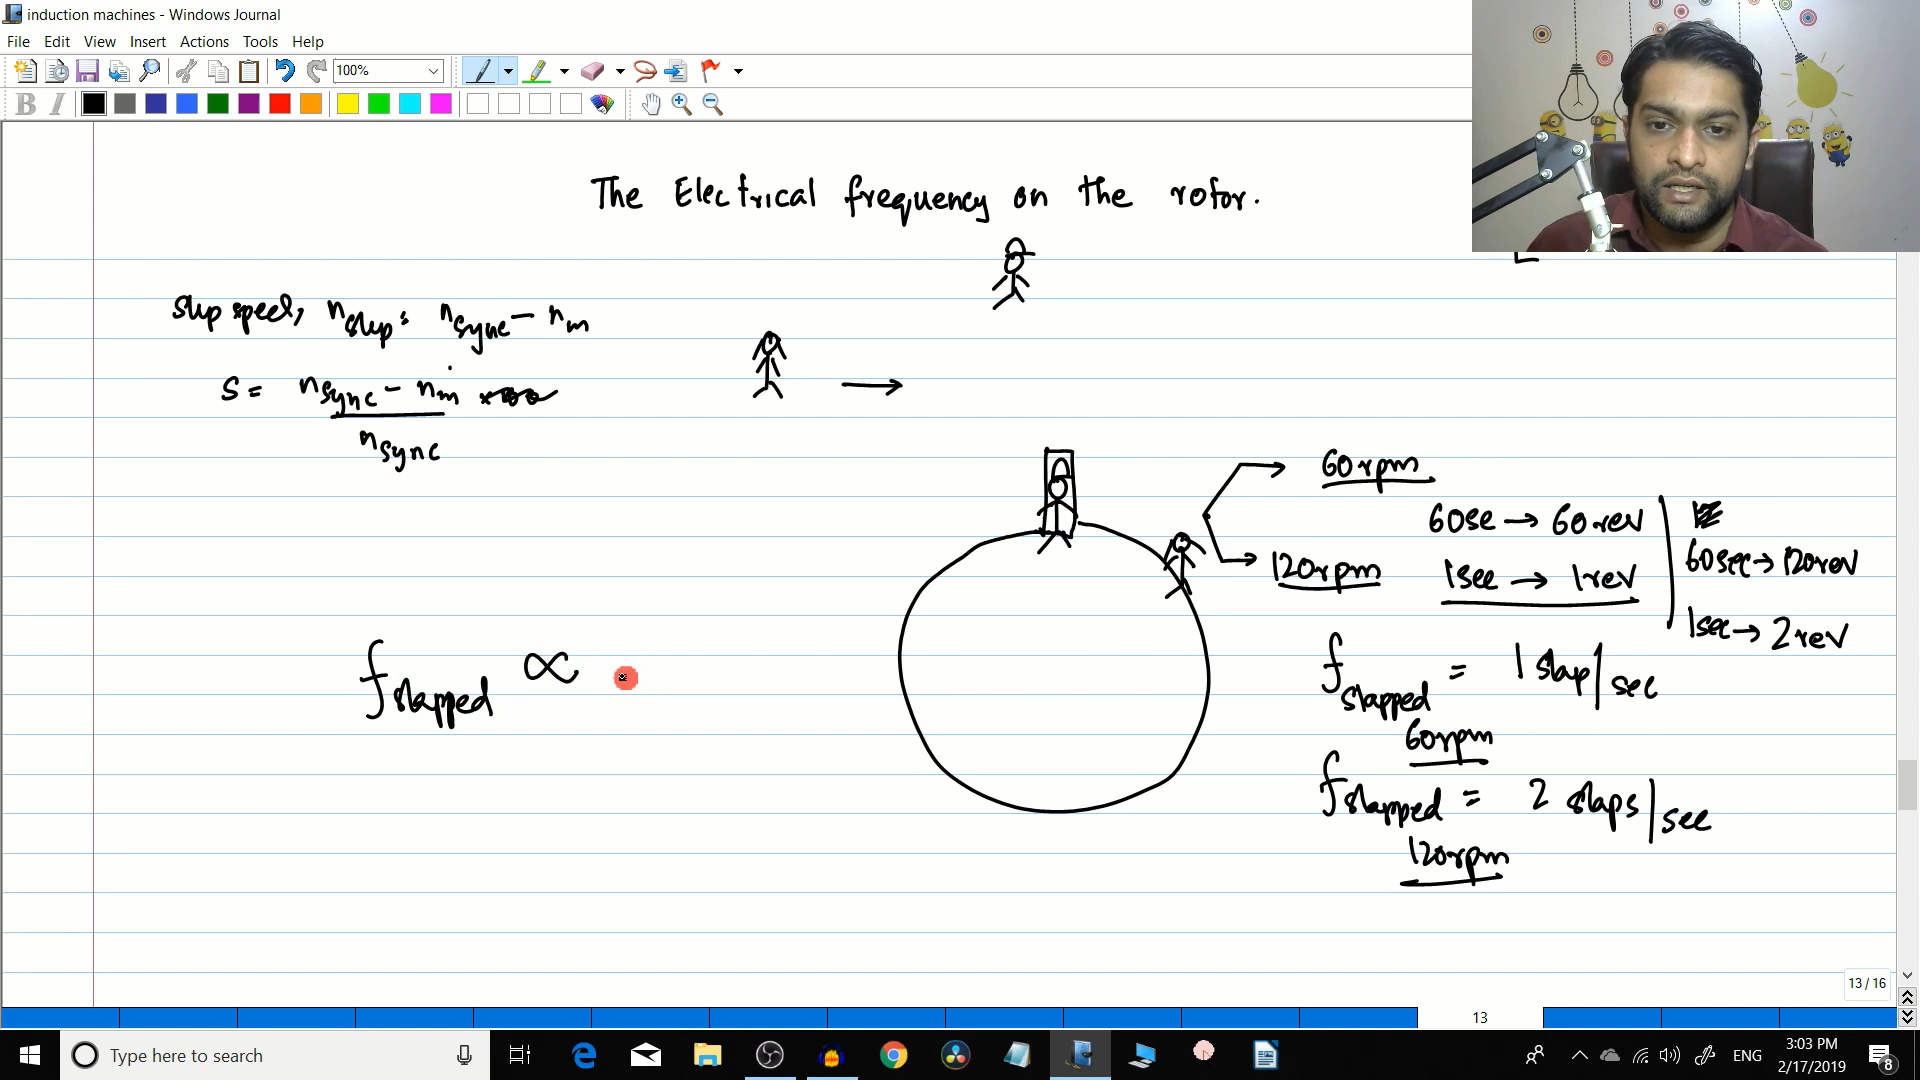 induction machines - Windows Journal
File Edit View Insert Actions Tools Help
100%
B I
The Electrical frequency on the rotor.
slip speed, nslip = nsync - nm
s = nsync - nm
nsync
60rpm
120rpm
60sec → 60rev
1sec → 1rev
60sec → 120rev
1sec → 2rev
fslapped ∝
fslapped = 1 slap/sec
60rpm
fslapped = 2 slaps/sec
120rpm
13 / 16
13
Type here to search
ENG
3:03 PM
2/17/2019
8